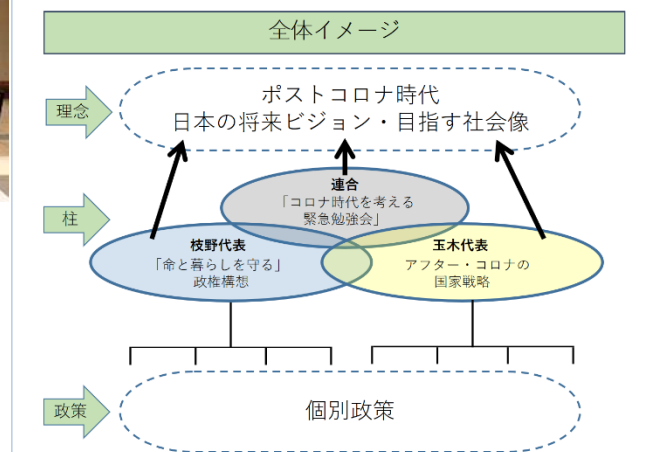 全体イメージ
理念
ポストコロナ時代
日本の将来ビジョン・目指す社会像
柱
連合
「コロナ時代を考える
緊急勉強会」
枝野代表
「命と暮らしを守る」
政権構想
玉木代表
アフター・コロナの
国家戦略
政策
個別政策